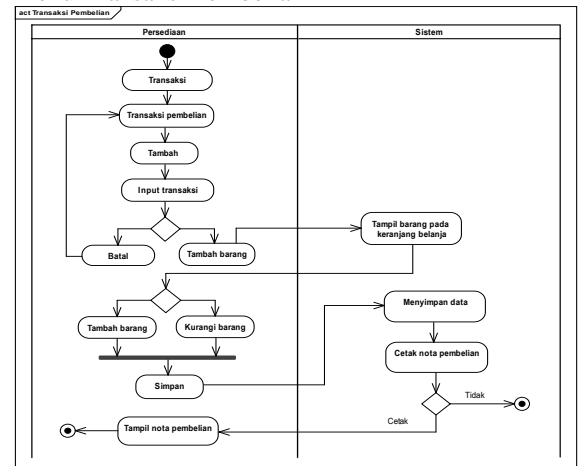 act Transaksi Pembelian
Persediaan
Sistem
Transaksi
Transaksi pembelian
Tambah
Input transaksi
Batal
Tambah barang
Tampil barang pada
keranjang belanja
Tambah barang
Kurangi barang
Simpan
Menyimpan data
Cetak nota pembelian
Tidak
Cetak
Tampil nota pembelian